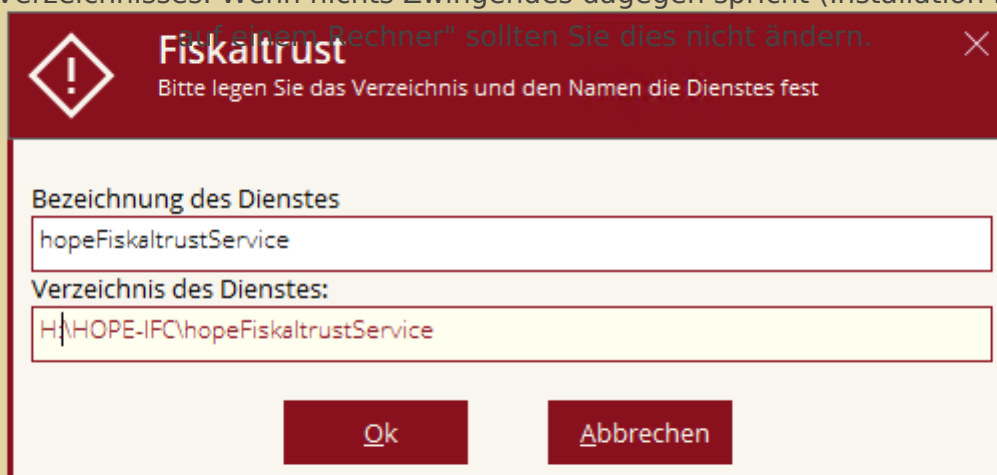 Verzeichnisses. Wenn nichts Zwingendes dagegen spricht (Installation
auf einem Rechner" sollten Sie dies nicht ändern.
Fiskaltrust
Bitte legen Sie das Verzeichnis und den Namen die Dienstes fest
Bezeichnung des Dienstes
hopeFiskaltrustService
Verzeichnis des Dienstes:
H:\HOPE-IFC\hopeFiskaltrustService
Ok
Abbrechen